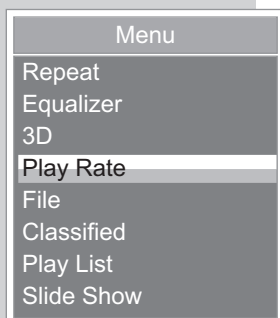 Menu
Repeat
Equalizer
3D
Play Rate
File
Classified
Play List
Slide Show